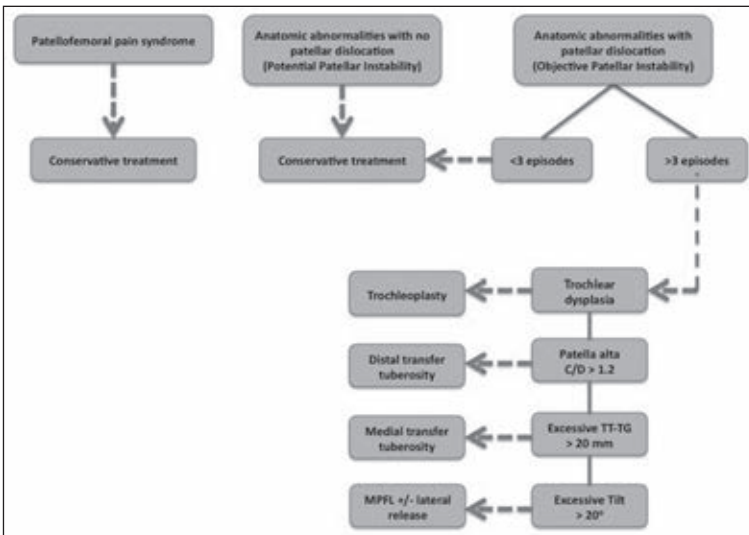 Patellofemoral pain syndrome
Anatomic abnormalities with no
patellar dislocation
(Potential Patellar Instability)
Anatomic abnormalities with
patellar dislocation
(Objective Patellar Instability)
Conservative treatment
Conservative treatment
<3 episodes
>3 episodes
Trochleoplasty
Trochlear
dysplasia
Distal transfer
tuberosity
Patella alta
C/D > 1.2
Medial transfer
tuberosity
Excessive TT-TG
> 20 mm
MPFL +/- lateral
release
Excessive Tilt
> 20º